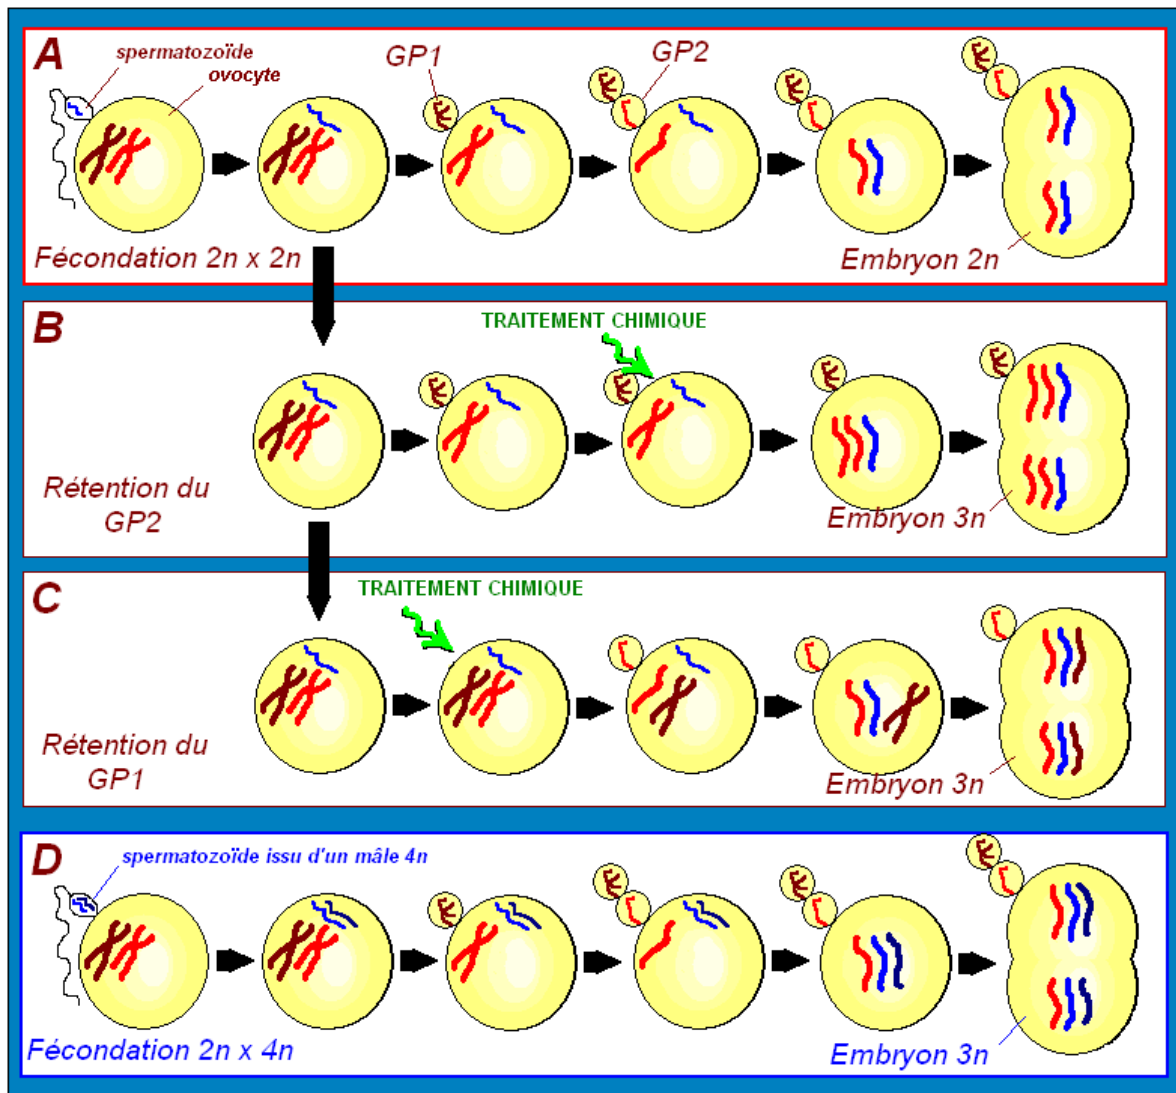 A
spermatozoïde
ovocyte
GP1
GP2
Fécondation 2n x 2n
Embryon 2n
B
TRAITEMENT CHIMIQUE
Rétention du
GP2
Embryon 3n
C
TRAITEMENT CHIMIQUE
Rétention du
GP1
Embryon 3n
D
spermatozoïde issu d'un mâle 4n
Fécondation 2n x 4n
Embryon 3n